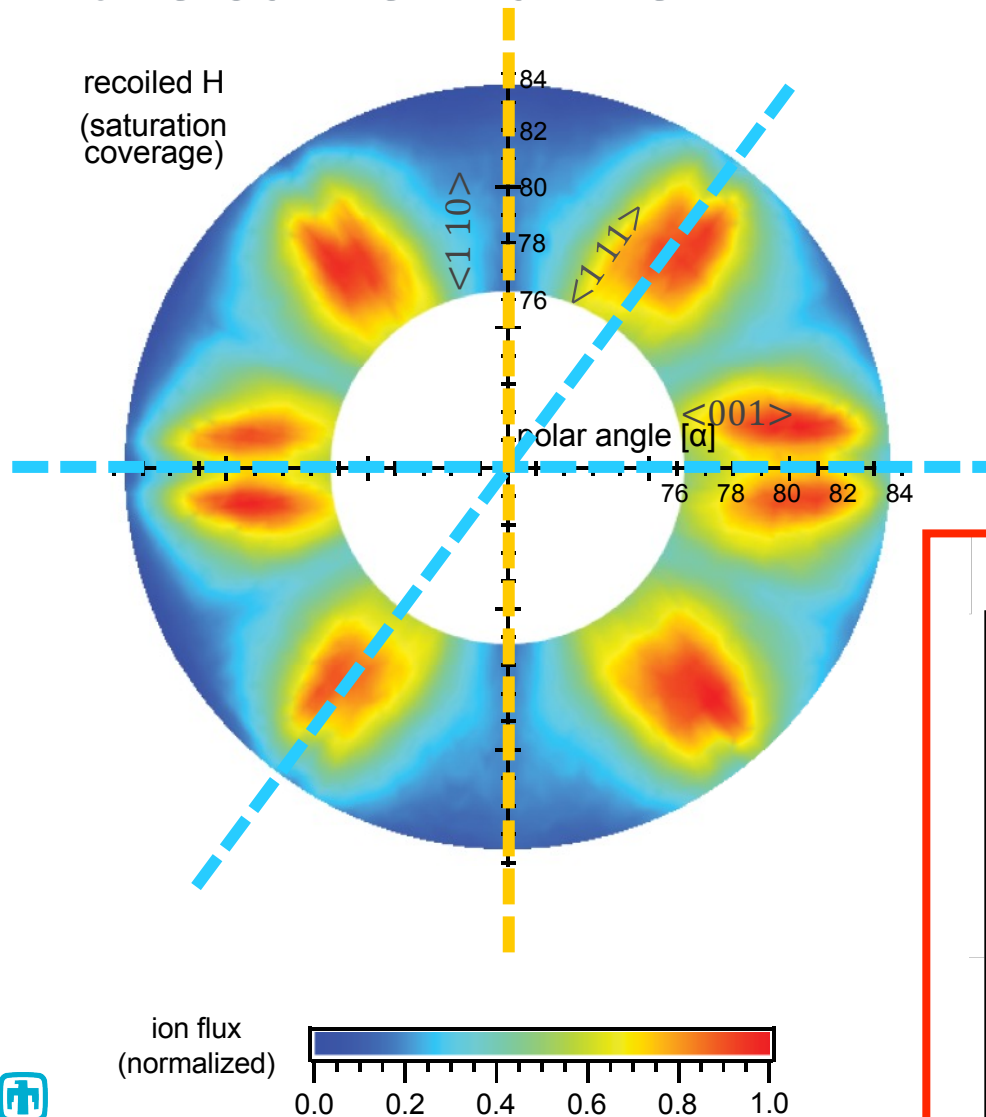 recoiled H
(saturation
coverage)
84
82
80
78
76
<1 10>
<1 11>
<001>
polar angle [α]
76 78 80 82 84
ion flux
(normalized)
0.0 0.2 0.4 0.6 0.8 1.0